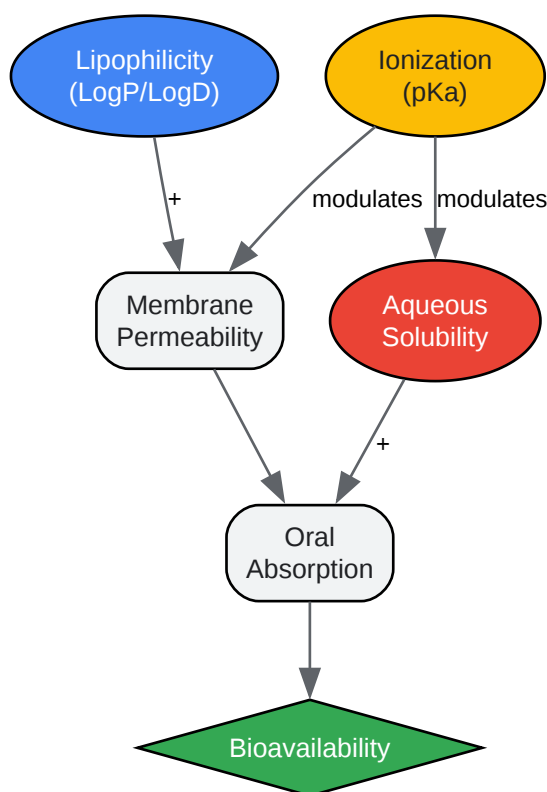 Lipophilicity
(LogP/LogD)
Ionization
(pKa)
+
modulates
modulates
Membrane
Permeability
Aqueous
Solubility
+
Oral
Absorption
Bioavailability